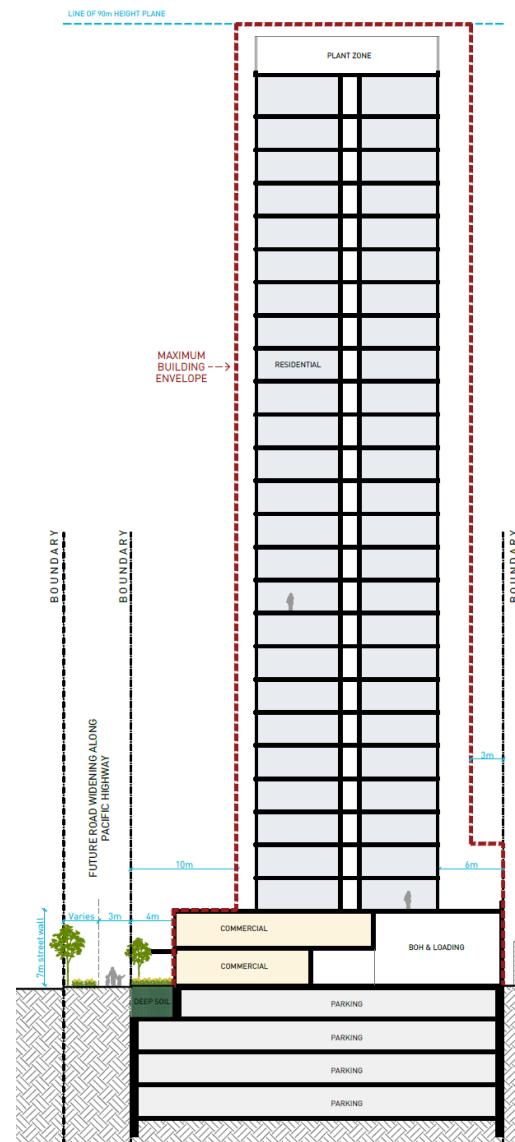 LINE OF 90m HEIGHT PLANE
PLANT ZONE
MAXIMUM
BUILDING
ENVELOPE
RESIDENTIAL
BOUNDARY
BOUNDARY
BOUNDARY
FUTURE ROAD WIDENING ALONG
PACIFIC HIGHWAY
3m
10m
6m
Varies
3m
4m
7m street wall
COMMERCIAL
BOH & LOADING
COMMERCIAL
DEEP SOIL
PARKING
PARKING
PARKING
PARKING